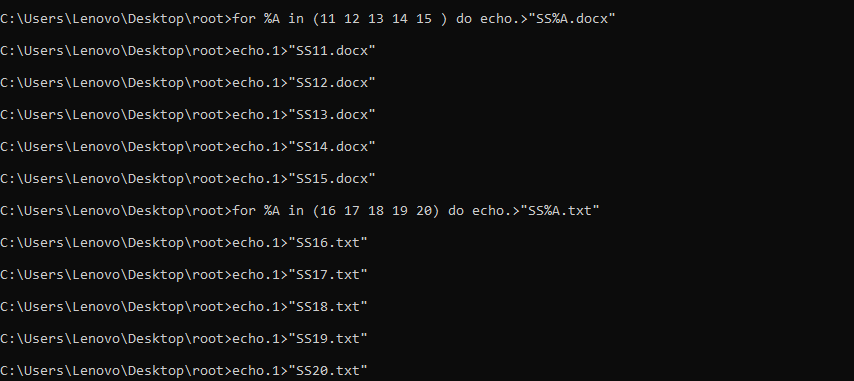 C:\Users\Lenovo\Desktop\root>for %A in (11 12 13 14 15 ) do echo.>"SS%A.docx"
C:\Users\Lenovo\Desktop\root>echo.1>"SS11.docx"
C:\Users\Lenovo\Desktop\root>echo.1>"SS12.docx"
C:\Users\Lenovo\Desktop\root>echo.1>"SS13.docx"
C:\Users\Lenovo\Desktop\root>echo.1>"SS14.docx"
C:\Users\Lenovo\Desktop\root>echo.1>"SS15.docx"
C:\Users\Lenovo\Desktop\root>for %A in (16 17 18 19 20) do echo.>"SS%A.txt"
C:\Users\Lenovo\Desktop\root>echo.1>"SS16.txt"
C:\Users\Lenovo\Desktop\root>echo.1>"SS17.txt"
C:\Users\Lenovo\Desktop\root>echo.1>"SS18.txt"
C:\Users\Lenovo\Desktop\root>echo.1>"SS19.txt"
C:\Users\Lenovo\Desktop\root>echo.1>"SS20.txt"